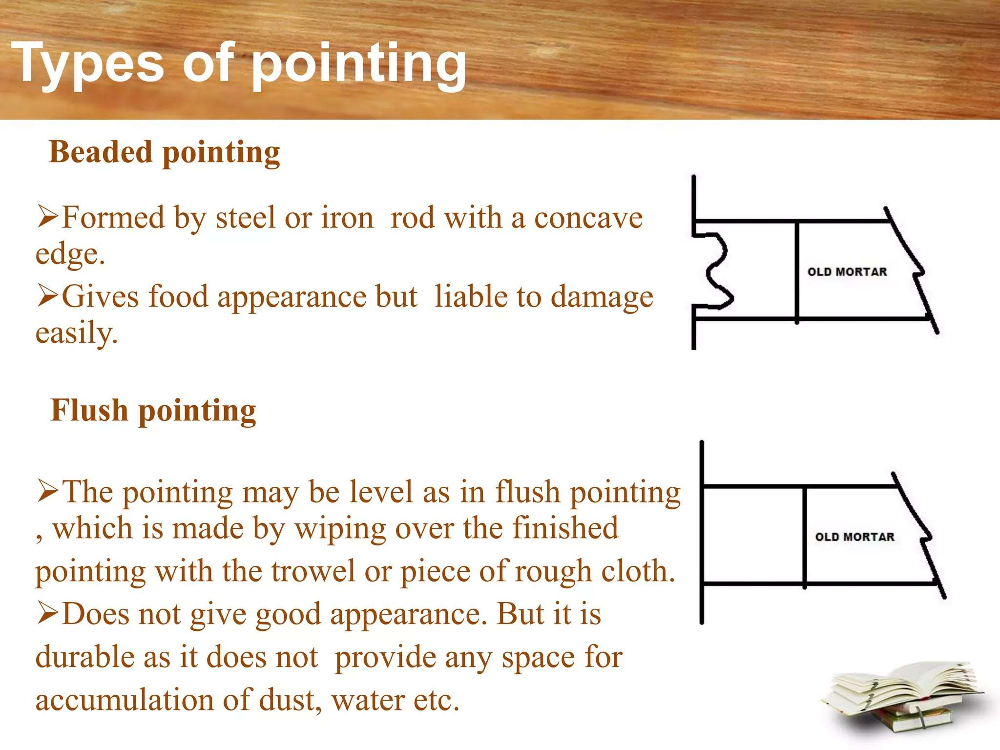 Types of pointing
Beaded pointing
➢Formed by steel or iron rod with a concave
edge.
➢Gives food appearance but liable to damage
easily.
OLD MORTAR
Flush pointing
➢The pointing may be level as in flush pointing
, which is made by wiping over the finished
pointing with the trowel or piece of rough cloth.
➢Does not give good appearance. But it is
durable as it does not provide any space for
accumulation of dust, water etc.
OLD MORTAR